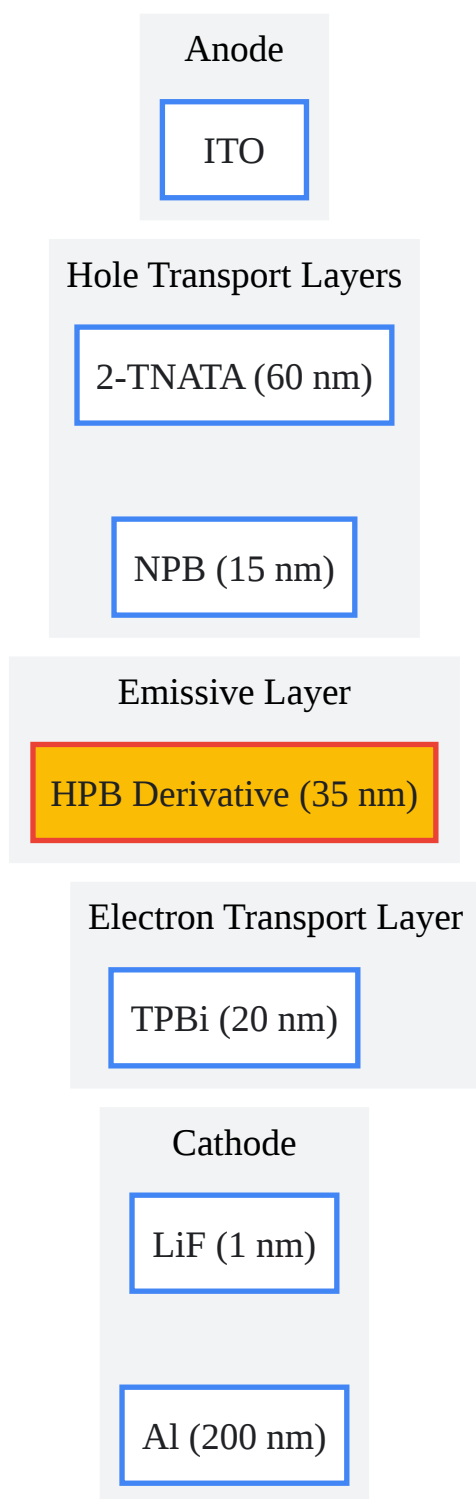 Anode
ITO
Hole Transport Layers
2-TNATA (60 nm)
NPB (15 nm)
Emissive Layer
HPB Derivative (35 nm)
Electron Transport Layer
TPBi (20 nm)
Cathode
LiF (1 nm)
Al (200 nm)